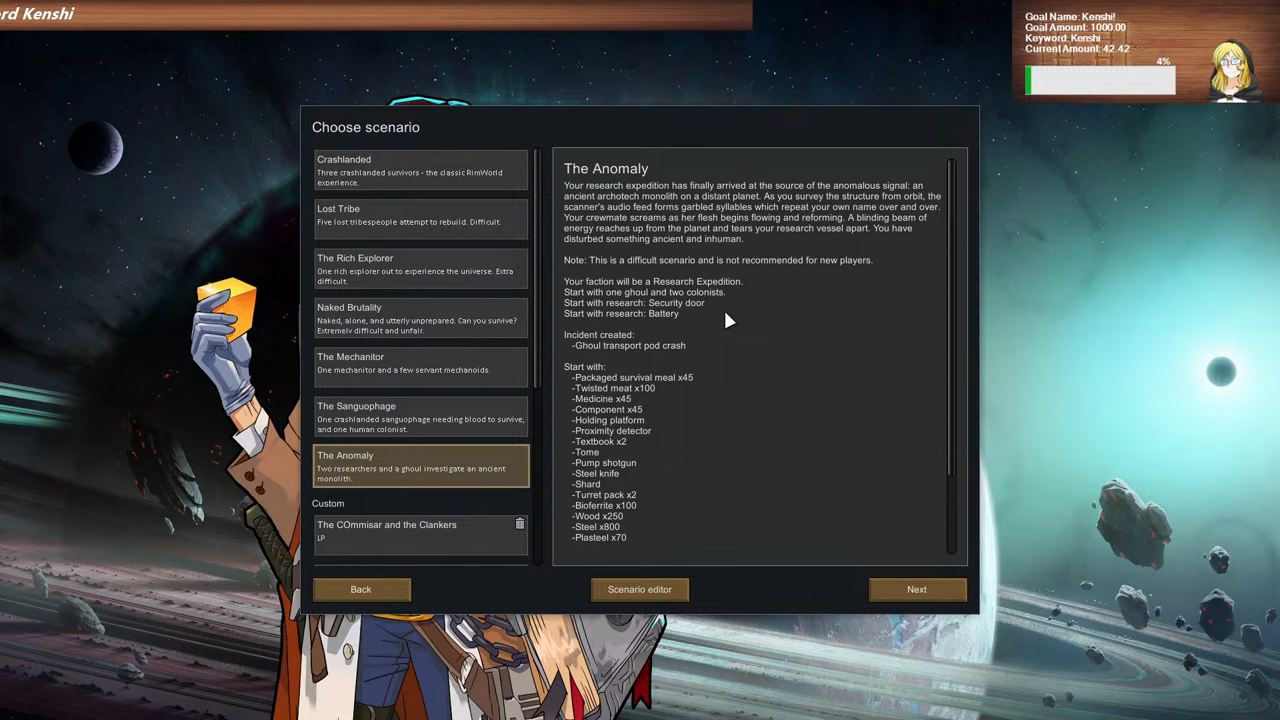 rd Kenshi
Goal Name: Kenshi!
Goal Amount: 1000.00
Keyword: Kenshi
Current Amount: 42.42
4%
Choose scenario
Crashlanded
Three crashlanded survivors - the classic RimWorld
experience.
Lost Tribe
Five lost tribespeople attempt to rebuild. Difficult.
The Rich Explorer
One rich explorer out to experience the universe. Extra
difficult.
Naked Brutality
Naked, alone, and utterly unprepared. Can you survive?
Extremely difficult and unfair.
The Mechanitor
One mechanitor and a few servant mechanoids.
The Sanguophage
One crashlanded sanguophage needing blood to survive,
and one human colonist.
The Anomaly
Two researchers and a ghoul investigate an ancient
monolith.
Custom
The COmmisar and the Clankers
LP
The Anomaly
Your research expedition has finally arrived at the source of the anomalous signal: an
ancient archotech monolith on a distant planet. As you survey the structure from orbit, the
scanner's audio feed forms garbled syllables which repeat your own name over and over.
Your crewmate screams as her flesh begins flowing and reforming. A blinding beam of
energy reaches up from the planet and tears your research vessel apart. You have
disturbed something ancient and inhuman.
Note: This is a difficult scenario and is not recommended for new players.
Your faction will be a Research Expedition.
Start with one ghoul and two colonists.
Start with research: Security door
Start with research: Battery
Incident created:
-Ghoul transport pod crash
Start with:
-Packaged survival meal x45
-Twisted meat x100
-Medicine x45
-Component x45
-Holding platform
-Proximity detector
-Textbook x2
-Tome
-Pump shotgun
-Steel knife
-Shard
-Turret pack x2
-Bioferrite x100
-Wood x250
-Steel x800
-Plasteel x70
Back
Scenario editor
Next